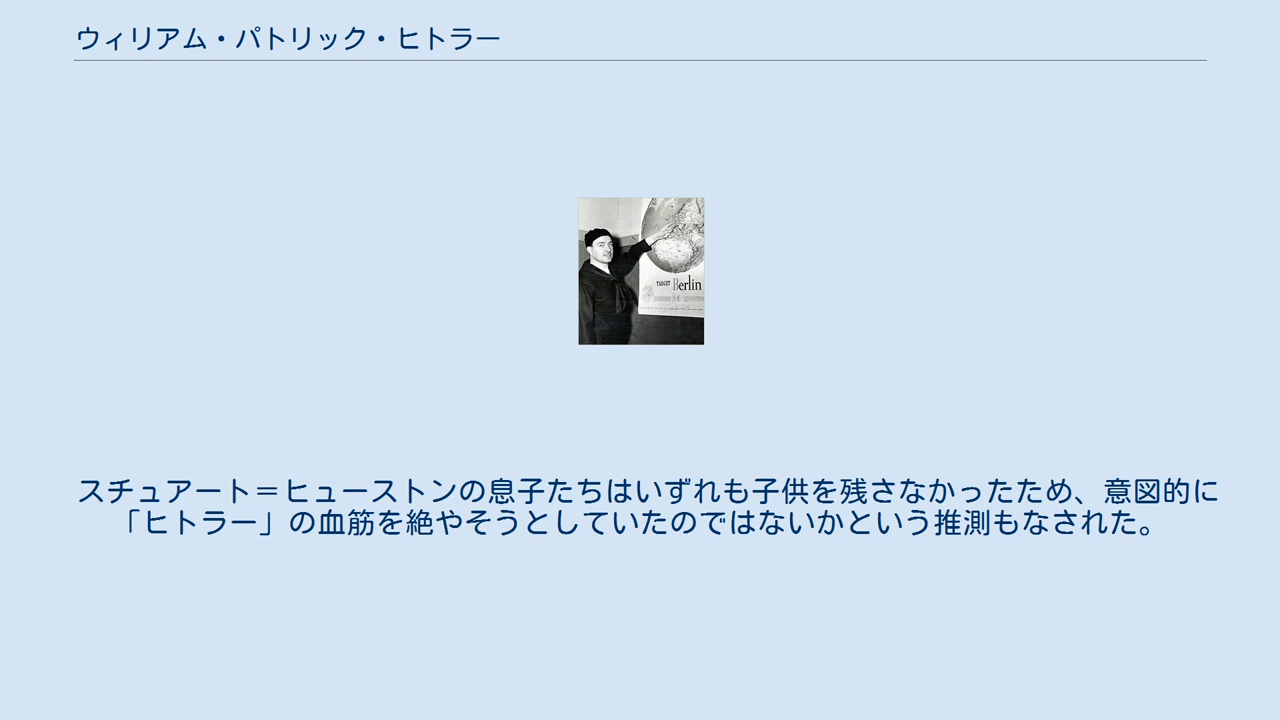 ウィリアム・パトリック・ヒトラー
TARGET Berlin
スチュアート＝ヒューストンの息子たちはいずれも子供を残さなかったため、意図的に
「ヒトラー」の血筋を絶やそうとしていたのではないかという推測もなされた。